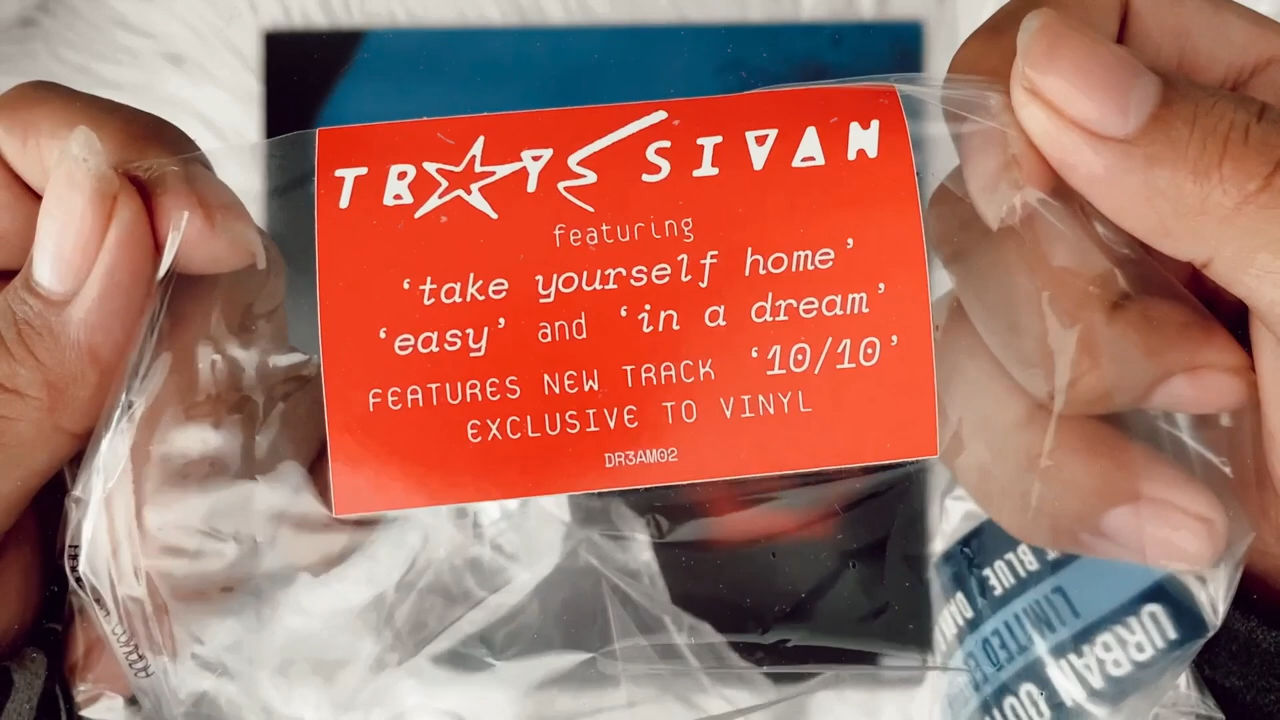 TROYE SIVAN
featuring
‘take yourself home’
‘easy’ and ‘in a dream’
FEATURES NEW TRACK ‘10/10’
EXCLUSIVE TO VINYL
DR3AM02
BLUE /
LIMITED
URBAN